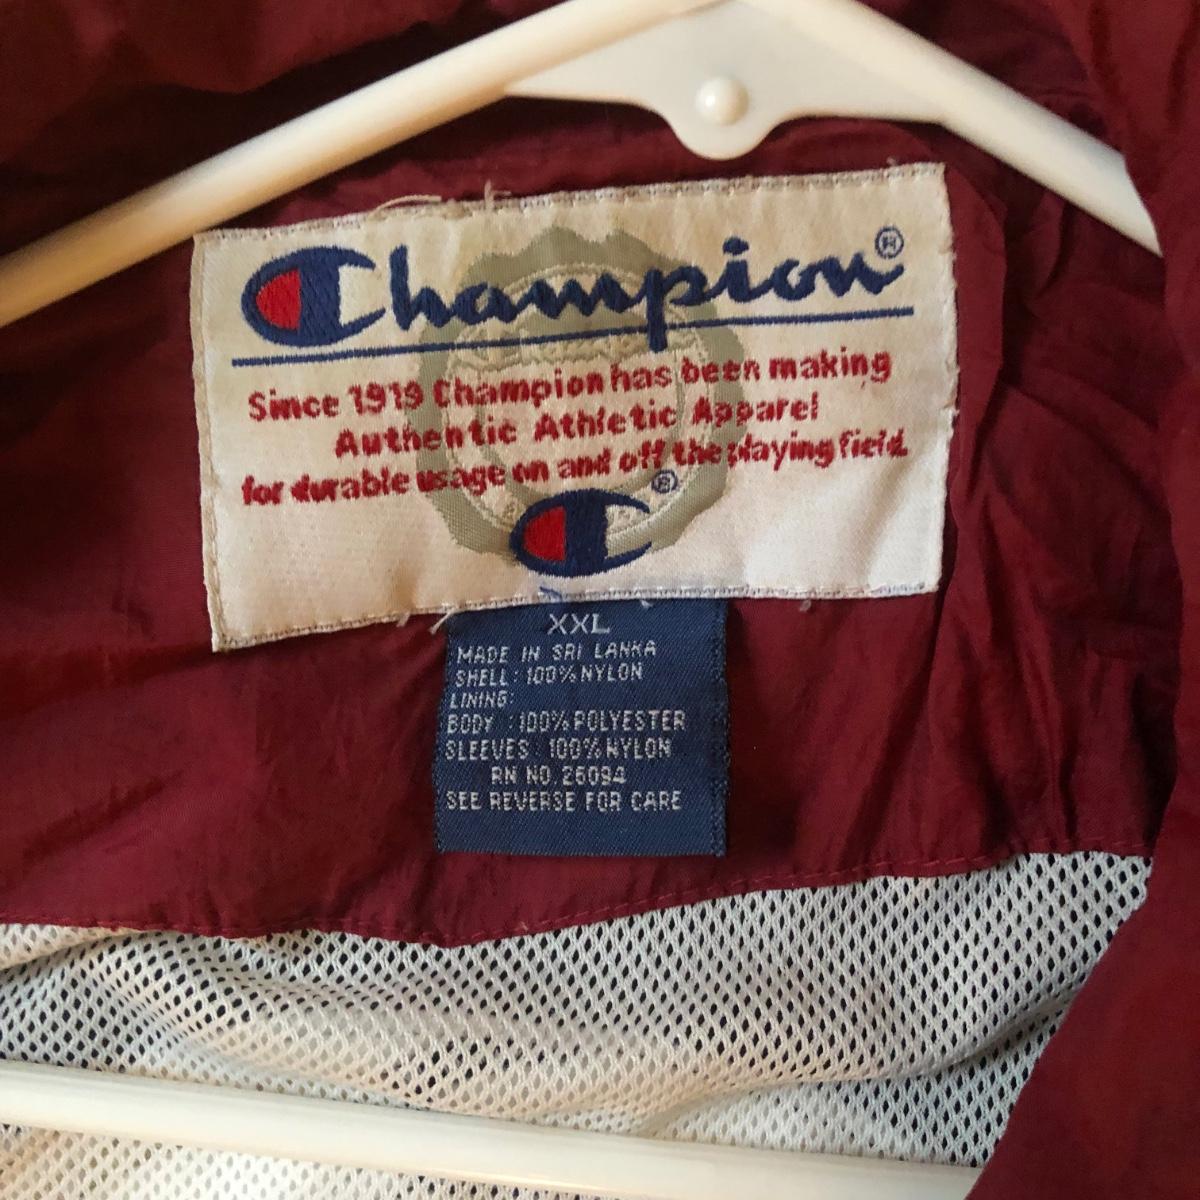 Champion®
Since 1919 Champion has been making
Authentic Athletic Apparel
for durable usage on and off the playing field.
®
XXL
MADE IN SRI LANKA
SHELL: 100% NYLON
LINING:
BODY : 100% POLYESTER
SLEEVES : 100% NYLON
RN NO. 26094
SEE REVERSE FOR CARE